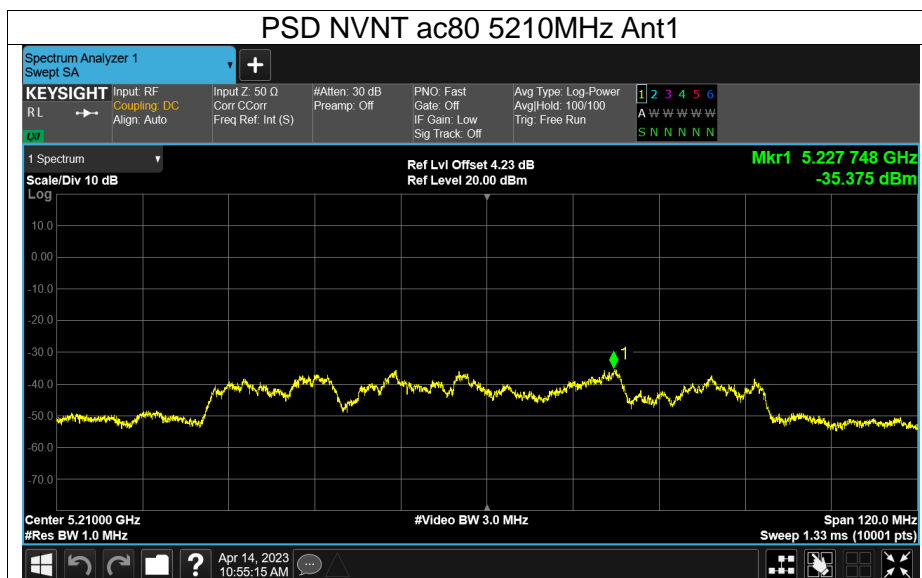 PSD NVNT ac80 5210MHz Ant1
Spectrum Analyzer 1
Swept SA
+
KEYSIGHT
R L
LXI
Input: RF
Coupling: DC
Align: Auto
Input Z: 50 Ω
Corr CCorr
Freq Ref: Int (S)
#Atten: 30 dB
Preamp: Off
PNO: Fast
Gate: Off
IF Gain: Low
Sig Track: Off
Avg Type: Log-Power
Avg|Hold: 100/100
Trig: Free Run
1 2 3 4 5 6
A W W W W W
S N N N N N
1 Spectrum
Scale/Div 10 dB
Ref Lvl Offset 4.23 dB
Ref Level 20.00 dBm
Mkr1 5.227 748 GHz
-35.375 dBm
Log
10.0
0.00
-10.0
-20.0
-30.0
-40.0
-50.0
-60.0
-70.0
1
Center 5.21000 GHz
#Res BW 1.0 MHz
#Video BW 3.0 MHz
Span 120.0 MHz
Sweep 1.33 ms (10001 pts)
?
Apr 14, 2023
10:55:15 AM